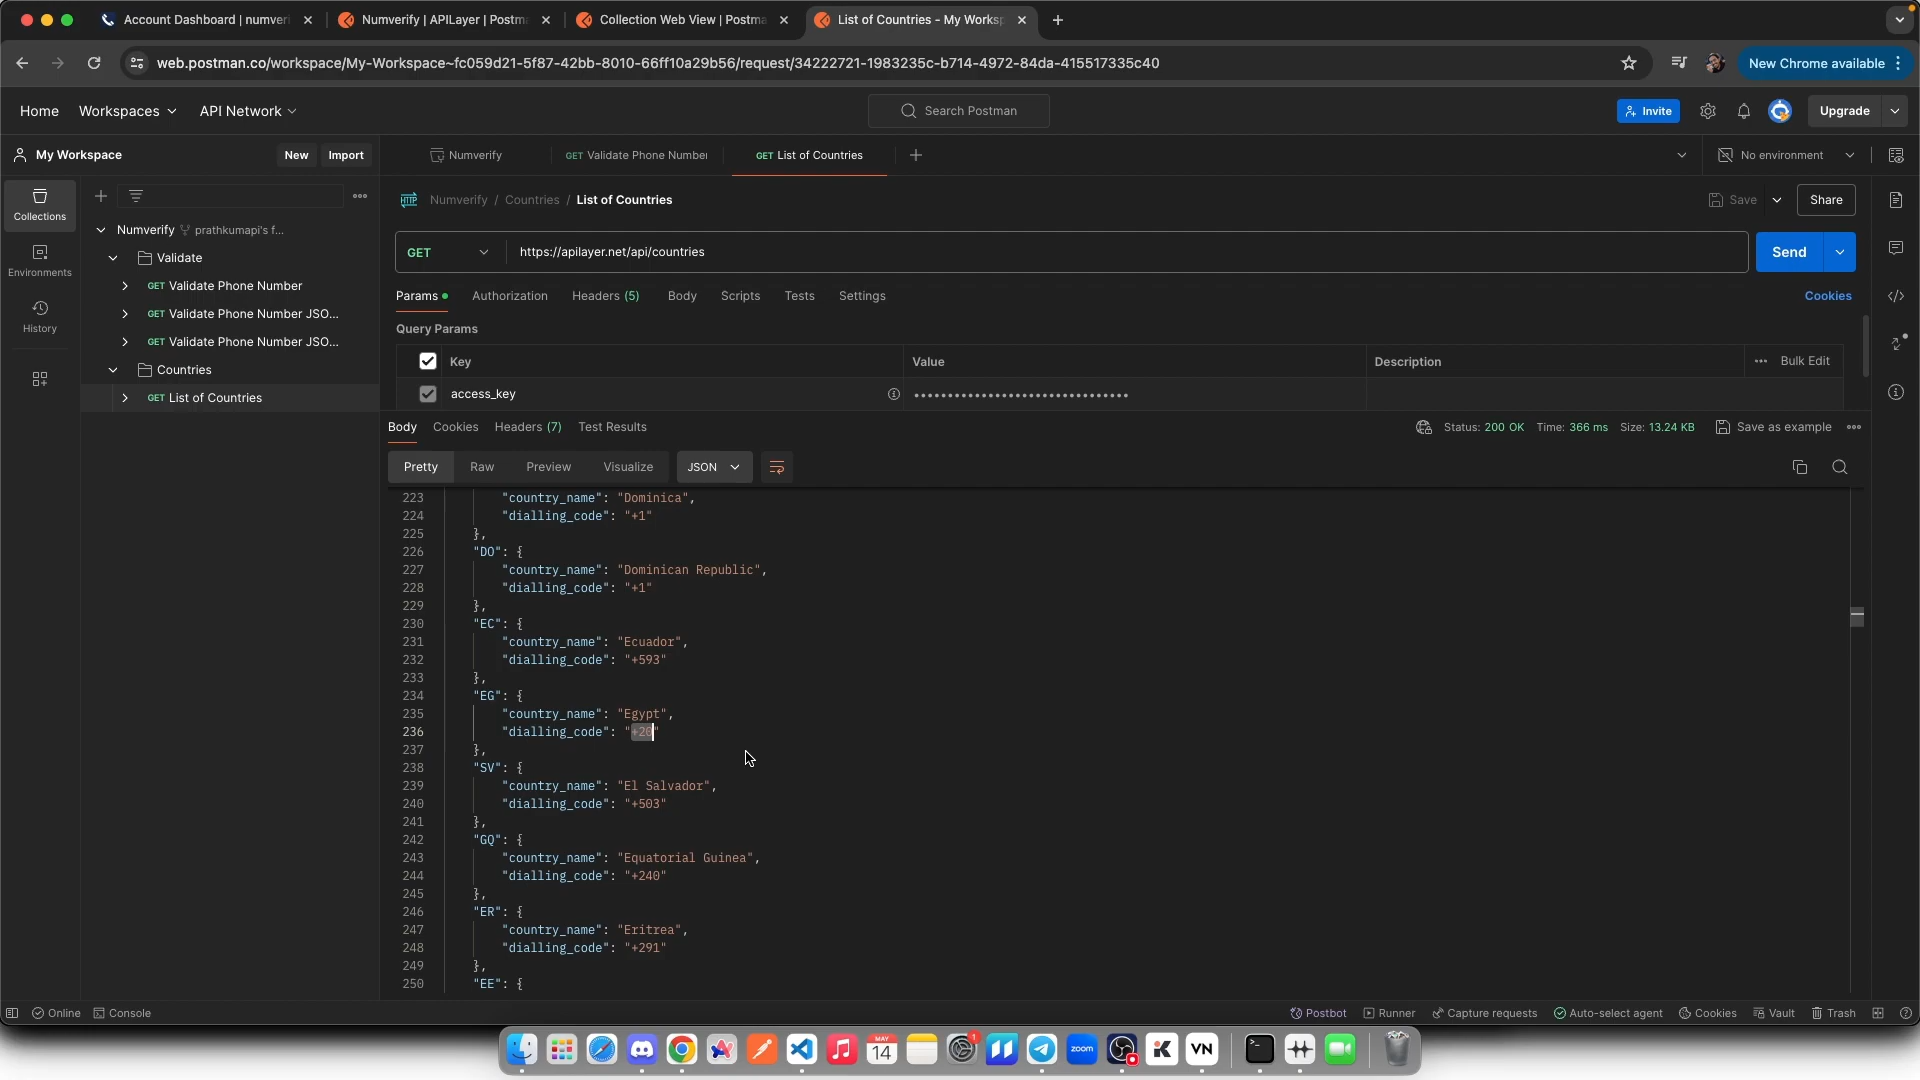 Account Dashboard | numveri
Numverify | APILayer | Postma
Collection Web View | Postma
List of Countries - My Worksp
web.postman.co/workspace/My-Workspace~fc059d21-5f87-42bb-8010-66ff10a29b56/request/34222721-1983235c-b714-4972-84da-415517335c40
New Chrome available
Home
Workspaces
API Network
Search Postman
Invite
Upgrade
My Workspace
New
Import
Numverify
GET Validate Phone Number
GET List of Countries
No environment
Collections
Environments
History
Numverify prathkumapi's f...
Validate
GET Validate Phone Number
GET Validate Phone Number JSO...
GET Validate Phone Number JSO...
Countries
GET List of Countries
HTTP Numverify / Countries / List of Countries
Save
Share
GET
https://apilayer.net/api/countries
Send
Params
Authorization
Headers (5)
Body
Scripts
Tests
Settings
Cookies
Query Params
Key
Value
Description
Bulk Edit
access_key
Body
Cookies
Headers (7)
Test Results
Status: 200 OK
Time: 366 ms
Size: 13.24 KB
Save as example
Pretty
Raw
Preview
Visualize
JSON
223 "country_name": "Dominica",
224 "dialling_code": "+1"
225 },
226 "DO": {
227 "country_name": "Dominican Republic",
228 "dialling_code": "+1"
229 },
230 "EC": {
231 "country_name": "Ecuador",
232 "dialling_code": "+593"
233 },
234 "EG": {
235 "country_name": "Egypt",
236 "dialling_code": "+20"
237 },
238 "SV": {
239 "country_name": "El Salvador",
240 "dialling_code": "+503"
241 },
242 "GQ": {
243 "country_name": "Equatorial Guinea",
244 "dialling_code": "+240"
245 },
246 "ER": {
247 "country_name": "Eritrea",
248 "dialling_code": "+291"
249 },
250 "EE": {
Online
Console
Postbot
Runner
Capture requests
Auto-select agent
Cookies
Vault
Trash
MAY
14
1
zoom
VN